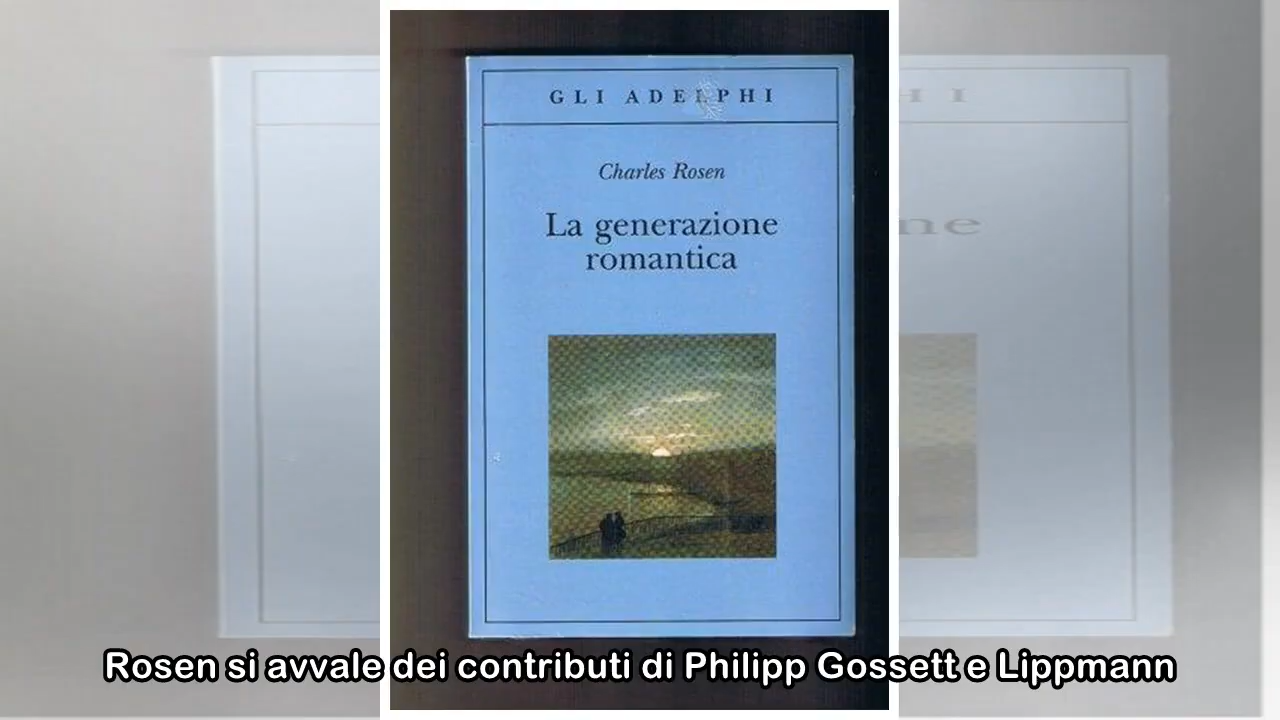 GLI ADELPHI
Charles Rosen
La generazione
romantica
Rosen si avvale dei contributi di Philipp Gossett e Lippmann